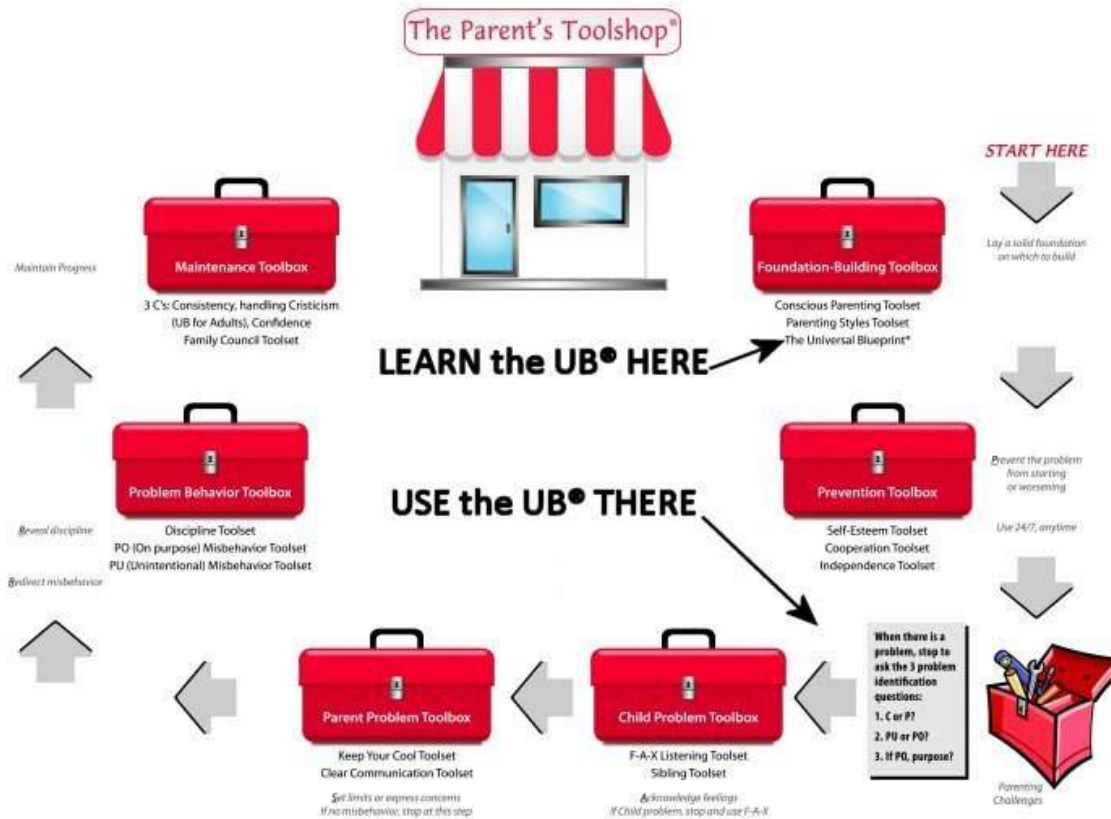 The Parent's Toolshop®
START HERE
Lay a solid foundation
on which to build
Foundation-Building Toolbox
Conscious Parenting Toolset
Parenting Styles Toolset
The Universal Blueprint®
LEARN the UB® HERE
Prevent the problem
from starting
or worsening
Use 24/7, anytime
Prevention Toolbox
Self-Esteem Toolset
Cooperation Toolset
Independence Toolset
USE the UB® THERE
When there is a
problem, stop to
ask the 3 problem
identification
questions:
1. C or P?
2. PU or PO?
3. If PO, purpose?
Parenting
Challenges
Child Problem Toolbox
F-A-X Listening Toolset
Sibling Toolset
Acknowledge feelings
If Child problem, stop and use F-A-X
Parent Problem Toolbox
Keep Your Cool Toolset
Clear Communication Toolset
Set limits or express concerns
If no misbehavior, stop at this step
Problem Behavior Toolbox
Discipline Toolset
PO (On purpose) Misbehavior Toolset
PU (Unintentional) Misbehavior Toolset
Reveal discipline
Redirect misbehavior
Maintenance Toolbox
3 C's: Consistency, handling Cristicism
(UB for Adults), Confidence
Family Council Toolset
Maintain Progress